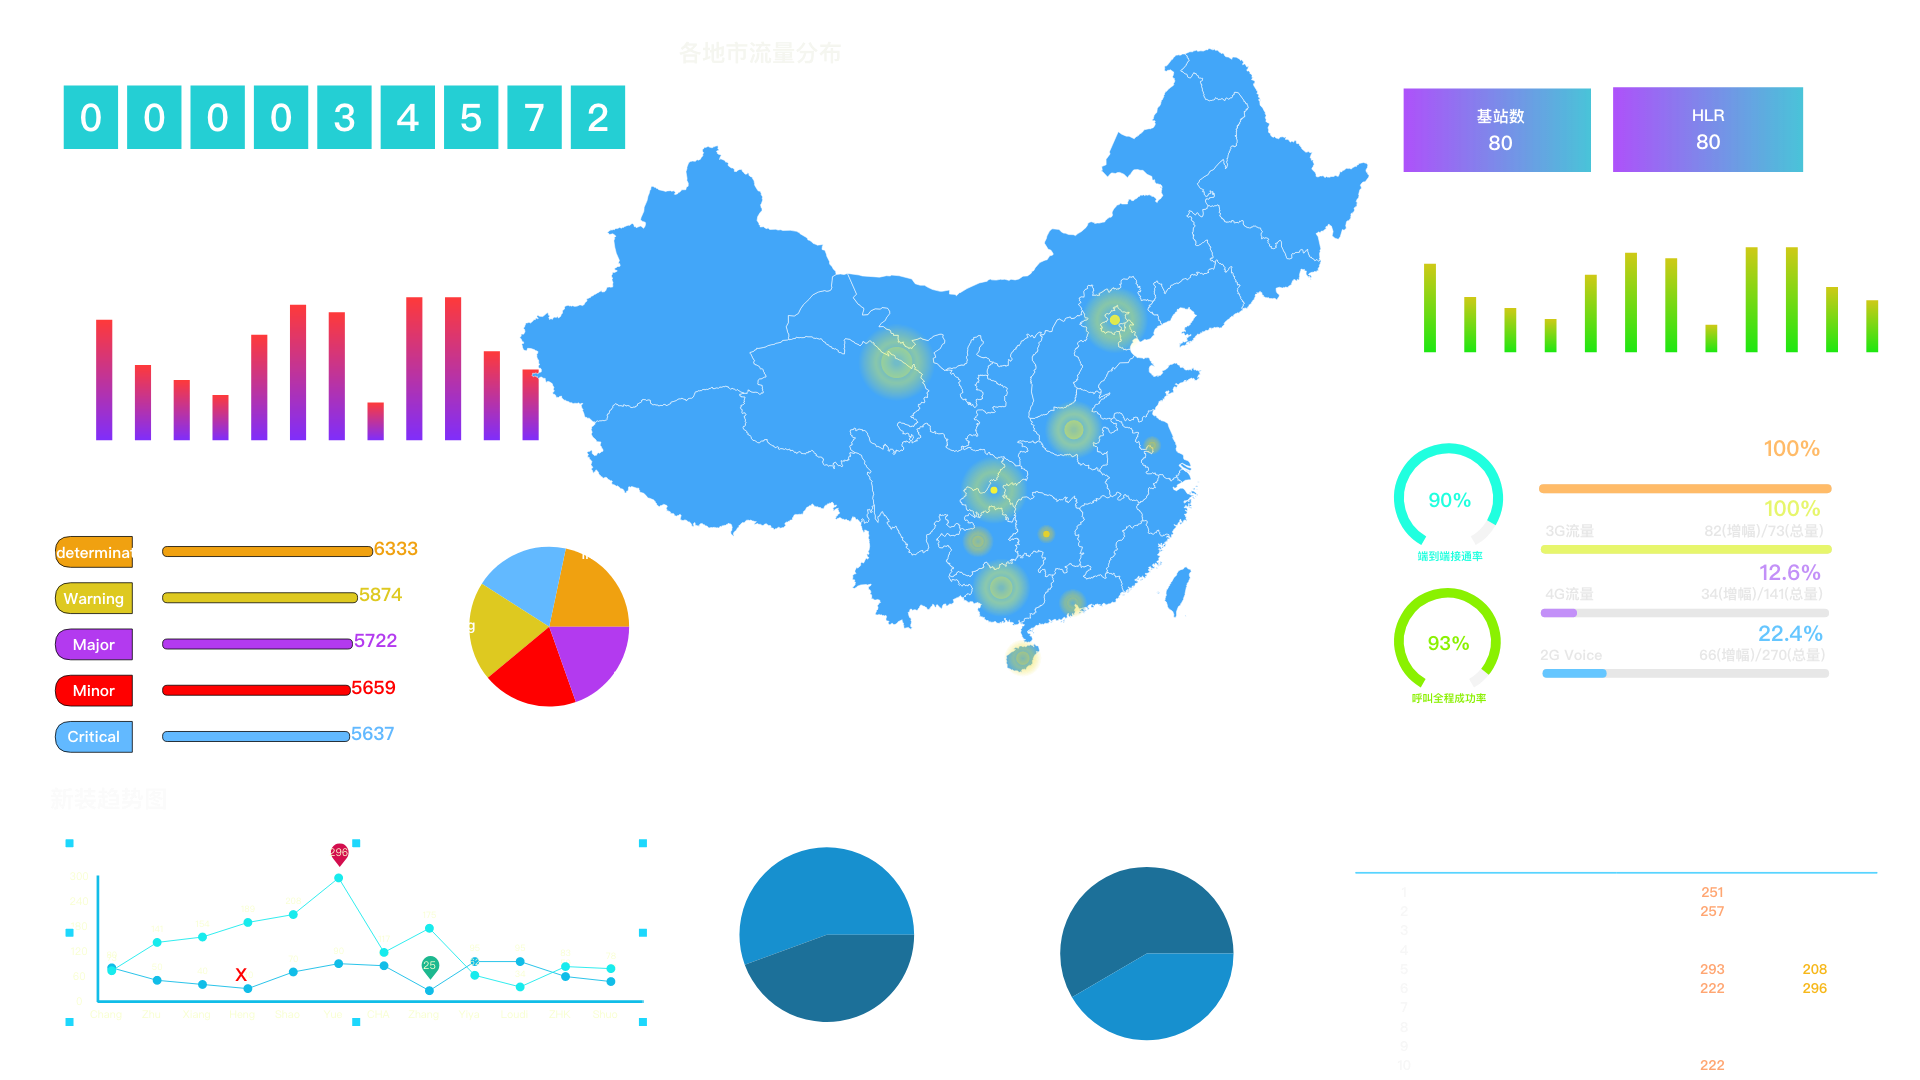 各地市流量分布
0 0 0 0 3 4 5 7 2
基站数
80
HLR
80
determinat
6333
Warning
5874
Major
5722
Minor
5659
Critical
5637
90%
端到端接通率
93%
呼叫全程成功率
100%
100%
3G流量 82(增幅)/73(总量)
12.6%
4G流量 34(增幅)/141(总量)
22.4%
2G Voice 66(增幅)/270(总量)
新装趋势图
296
X
25
1 251
2 257
3
4
5 293 208
6 222 296
7
8
9
10 222